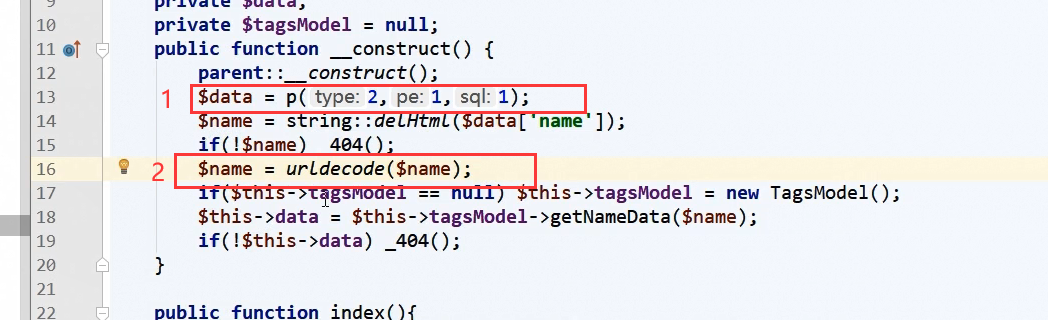 9 private $data;
10 private $tagsModel = null;
11 public function __construct() {
12 parent::__construct();
1 13 $data = p( type: 2, pe: 1, sql: 1);
14 $name = string::delHtml($data['name']);
15 if(!$name) _404();
2 16 $name = urldecode($name);
17 if($this->tagsModel == null) $this->tagsModel = new TagsModel();
18 $this->data = $this->tagsModel->getNameData($name);
19 if(!$this->data) _404();
20 }
21
22 public function index(){